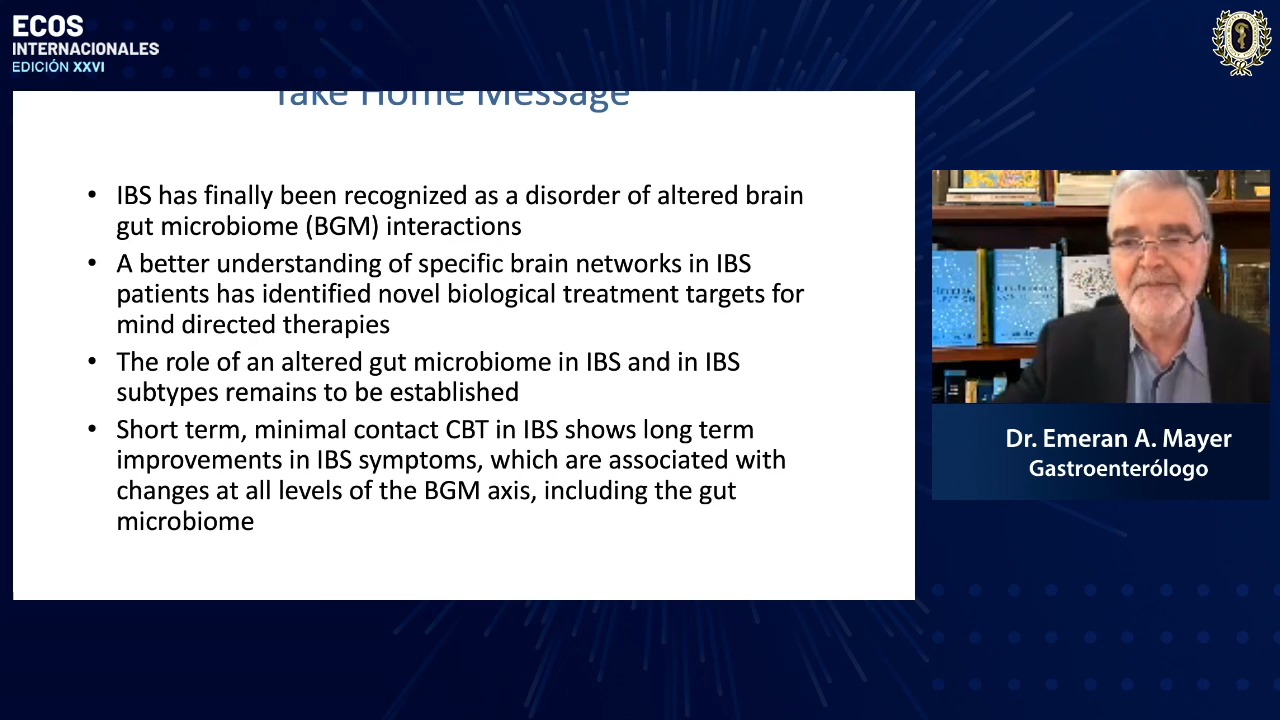 ECOS
INTERNACIONALES
EDICIÓN XXVI
Take Home Message
• IBS has finally been recognized as a disorder of altered brain
gut microbiome (BGM) interactions
• A better understanding of specific brain networks in IBS
patients has identified novel biological treatment targets for
mind directed therapies
• The role of an altered gut microbiome in IBS and in IBS
subtypes remains to be established
• Short term, minimal contact CBT in IBS shows long term
improvements in IBS symptoms, which are associated with
changes at all levels of the BGM axis, including the gut
microbiome
Dr. Emeran A. Mayer
Gastroenterólogo